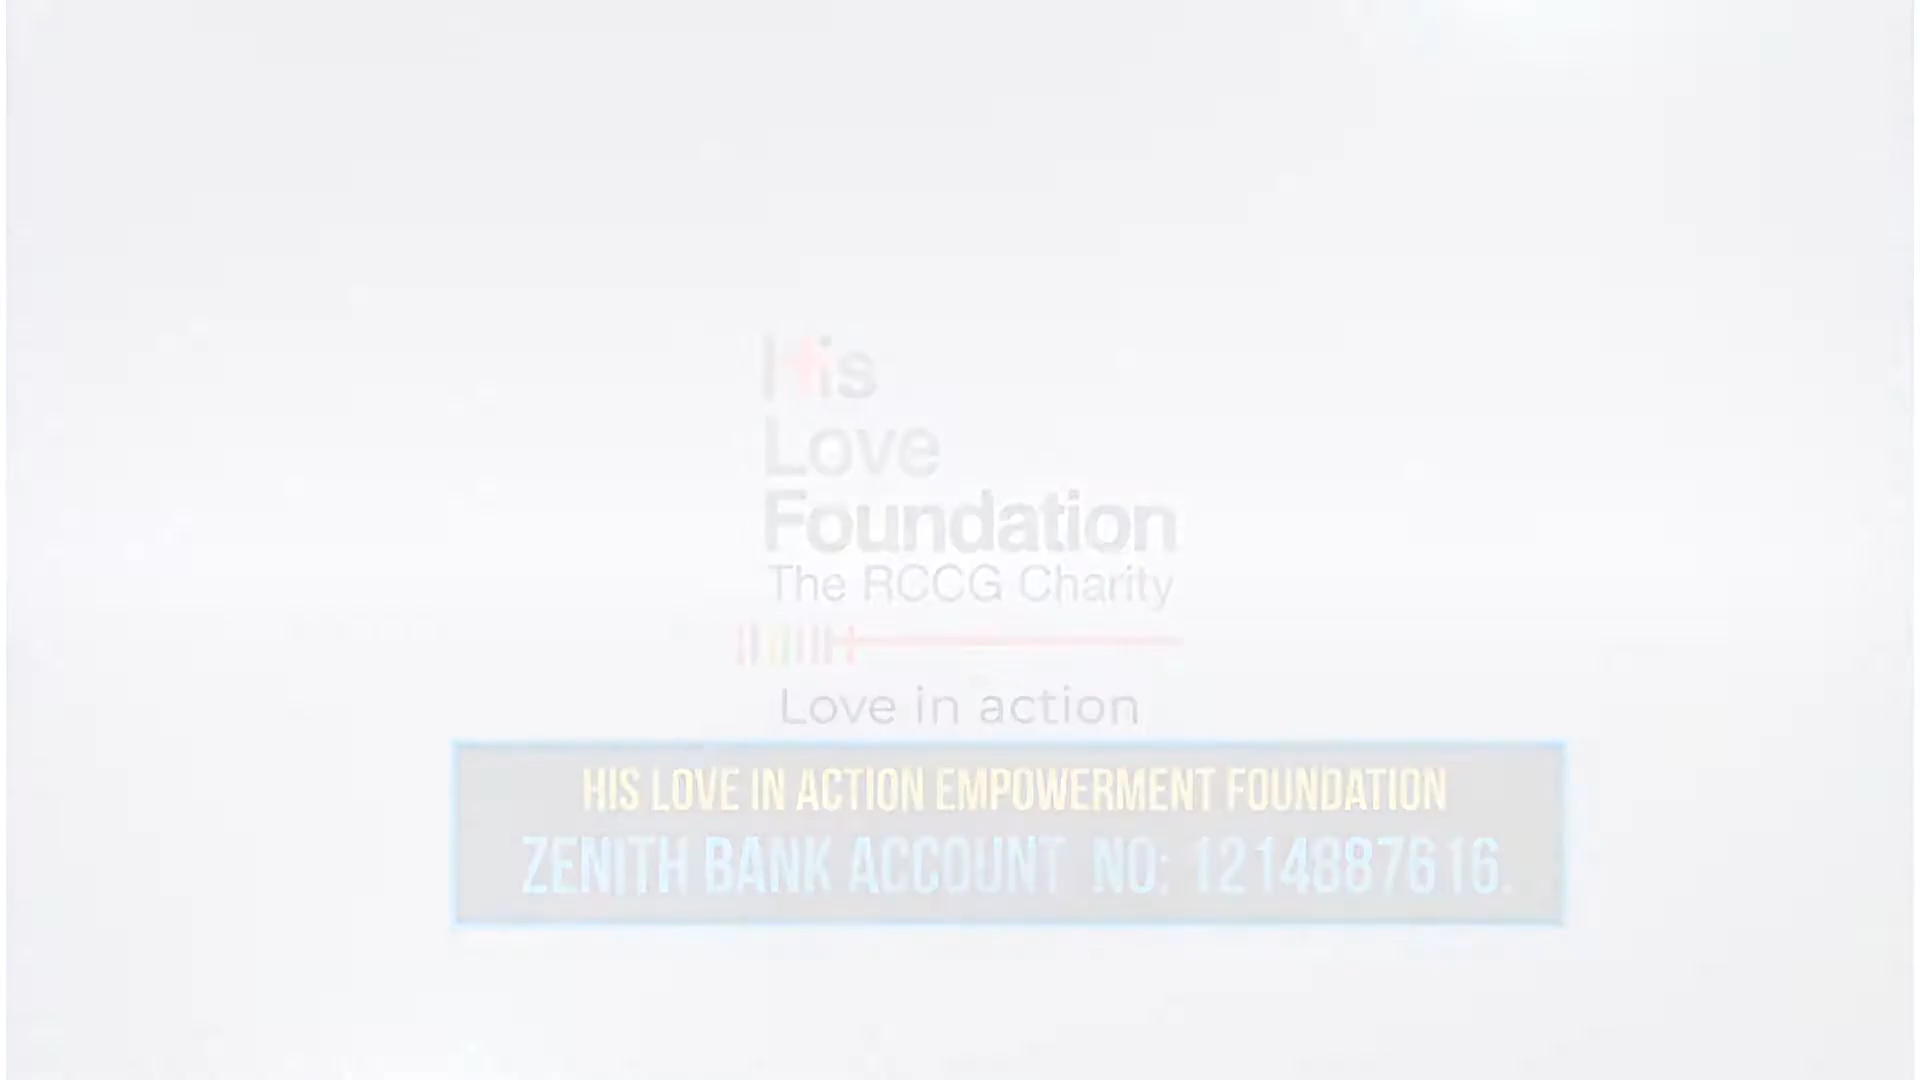 His
Love
Foundation
The RCCG Charity
Love in action
HIS LOVE IN ACTION EMPOWERMENT FOUNDATION
ZENITH BANK ACCOUNT NO: 1214887616.